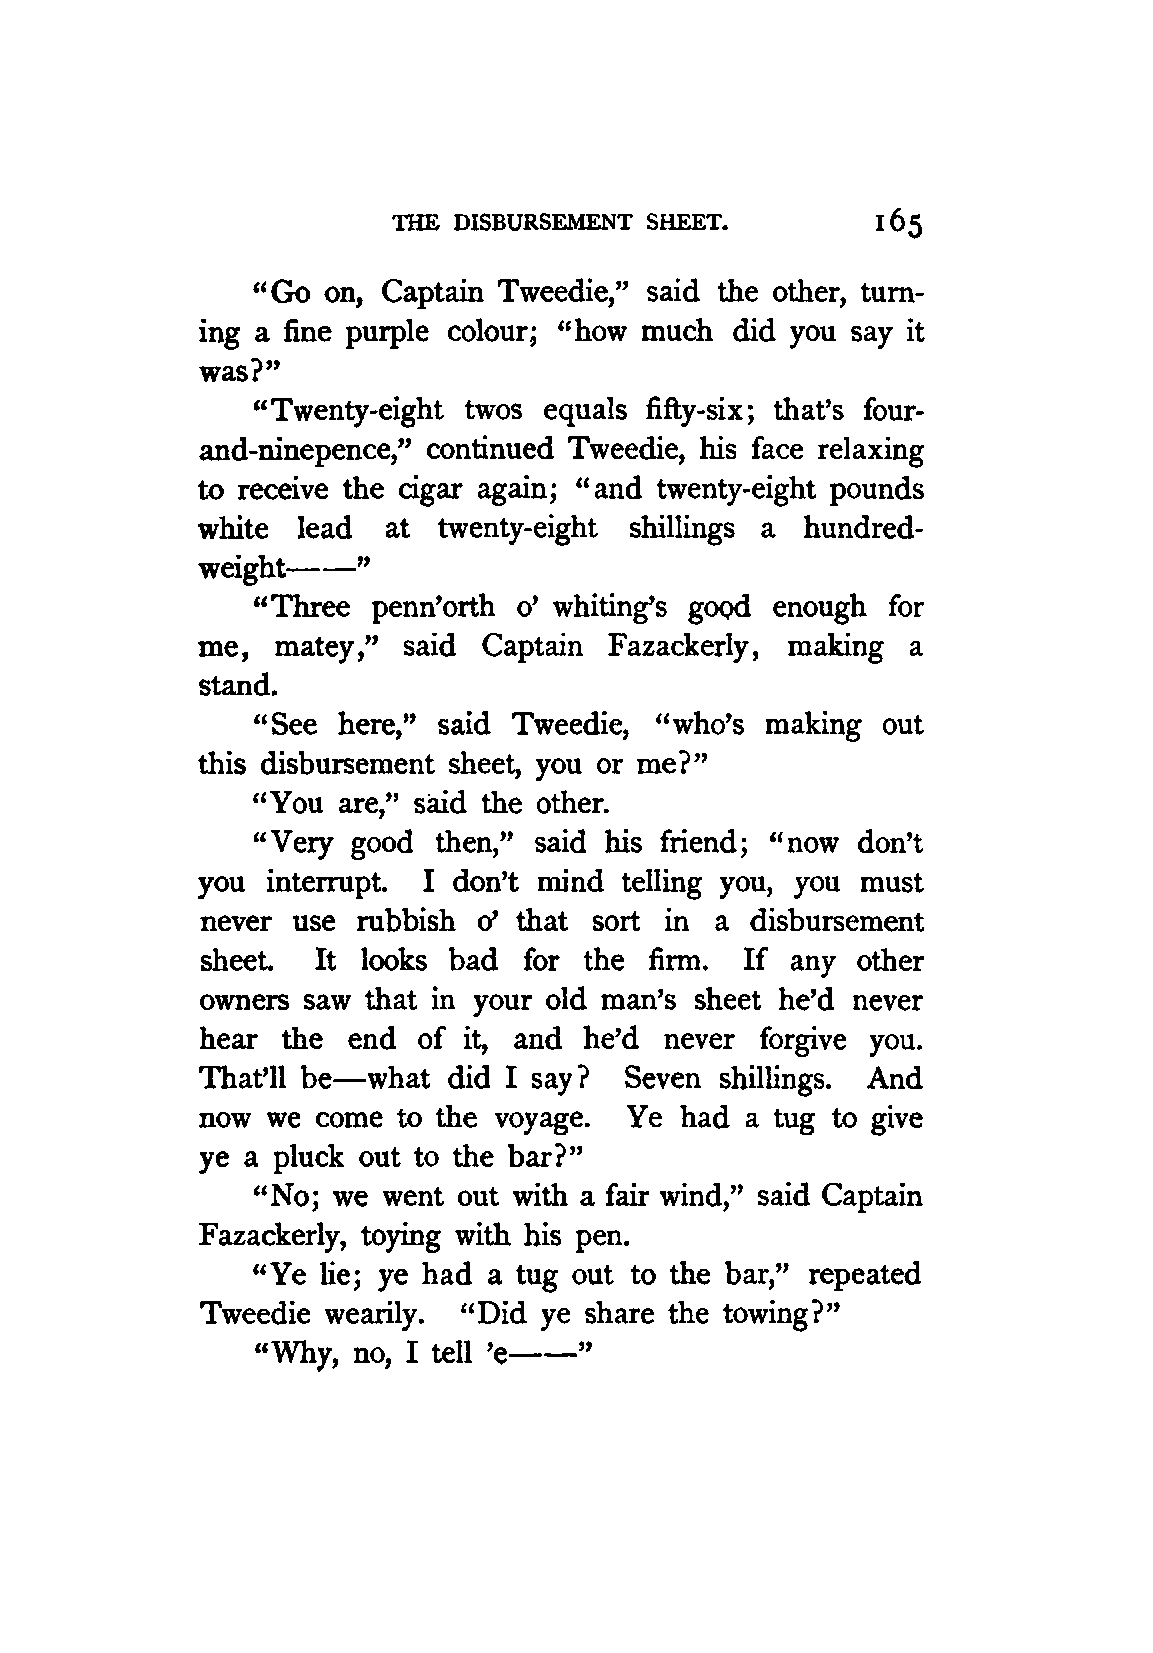 THE DISBURSEMENT SHEET. 165
“Go on, Captain Tweedie,” said the other, turn-
ing a fine purple colour; “how much did you say it
was?”
“Twenty-eight twos equals fifty-six; that’s four-
and-ninepence,” continued Tweedie, his face relaxing
to receive the cigar again; “and twenty-eight pounds
white lead at twenty-eight shillings a hundred-
weight——”
“Three penn’orth o’ whiting’s good enough for
me, matey,” said Captain Fazackerly, making a
stand.
“See here,” said Tweedie, “who’s making out
this disbursement sheet, you or me?”
“You are,” said the other.
“Very good then,” said his friend; “now don’t
you interrupt. I don’t mind telling you, you must
never use rubbish o’ that sort in a disbursement
sheet. It looks bad for the firm. If any other
owners saw that in your old man’s sheet he’d never
hear the end of it, and he’d never forgive you.
That’ll be—what did I say? Seven shillings. And
now we come to the voyage. Ye had a tug to give
ye a pluck out to the bar?”
“No; we went out with a fair wind,” said Captain
Fazackerly, toying with his pen.
“Ye lie; ye had a tug out to the bar,” repeated
Tweedie wearily. “Did ye share the towing?”
“Why, no, I tell ’e——”